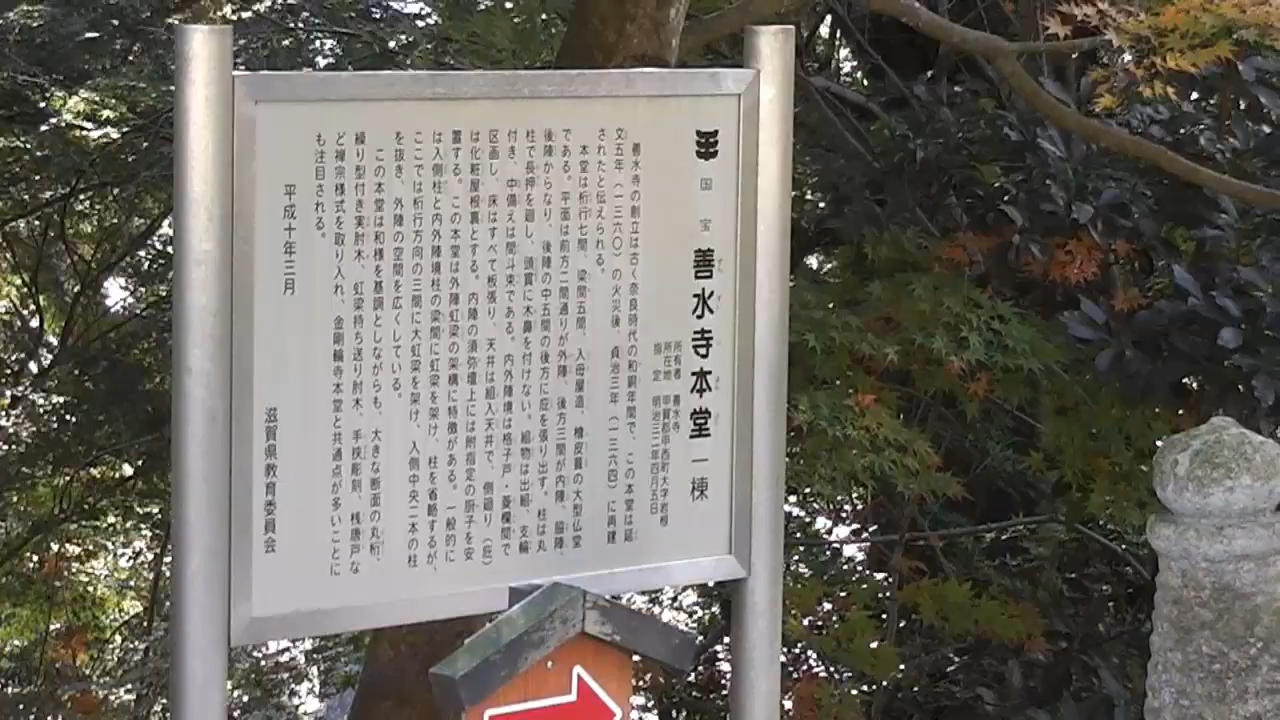 国宝 善水寺本堂 一棟
ぜん すい じ ほん どう
所有者 善水寺
所在地 甲賀郡甲西町大字岩根
指定 明治三二年四月五日
善水寺の創立は古く奈良時代の和銅年間で、この本堂は延
文五年（一三六〇）の火災後、貞治三年（一三六四）に再建
されたと伝えられる。
本堂は桁行七間、梁間五間、入母屋造、檜皮葺の大型仏堂
である。平面は前方二間通りが外陣、後方三間が内陣、脇陣、
後陣からなり、後陣の中五間の後方に庇を張り出す。柱は丸
柱で長押を廻し、頭貫に木鼻を付けない。組物は出組、支輪
付き、中備えは間斗束である。内外陣境は格子戸・菱欄間で
区画し、床はすべて板張り、天井は組入天井で、側廻り（庇）
は化粧屋根裏とする。内陣の須弥壇上には附指定の厨子を安
置する。この本堂は外陣虹梁の架構に特徴がある。一般的に
は入側柱と内外陣境柱の梁間に虹梁を架け、柱を省略するが、
ここでは桁行方向の三間に大虹梁を架け、入側中央二本の柱
を抜き、外陣の空間を広くしている。
この本堂は和様を基調としながらも、大きな断面の丸桁、
繰り型付き実肘木、虹梁持ち送り肘木、手挟彫刻、桟唐戸な
ど禅宗様式を取り入れ、金剛輪寺本堂と共通点が多いことに
も注目される。
平成十年三月
滋賀県教育委員会